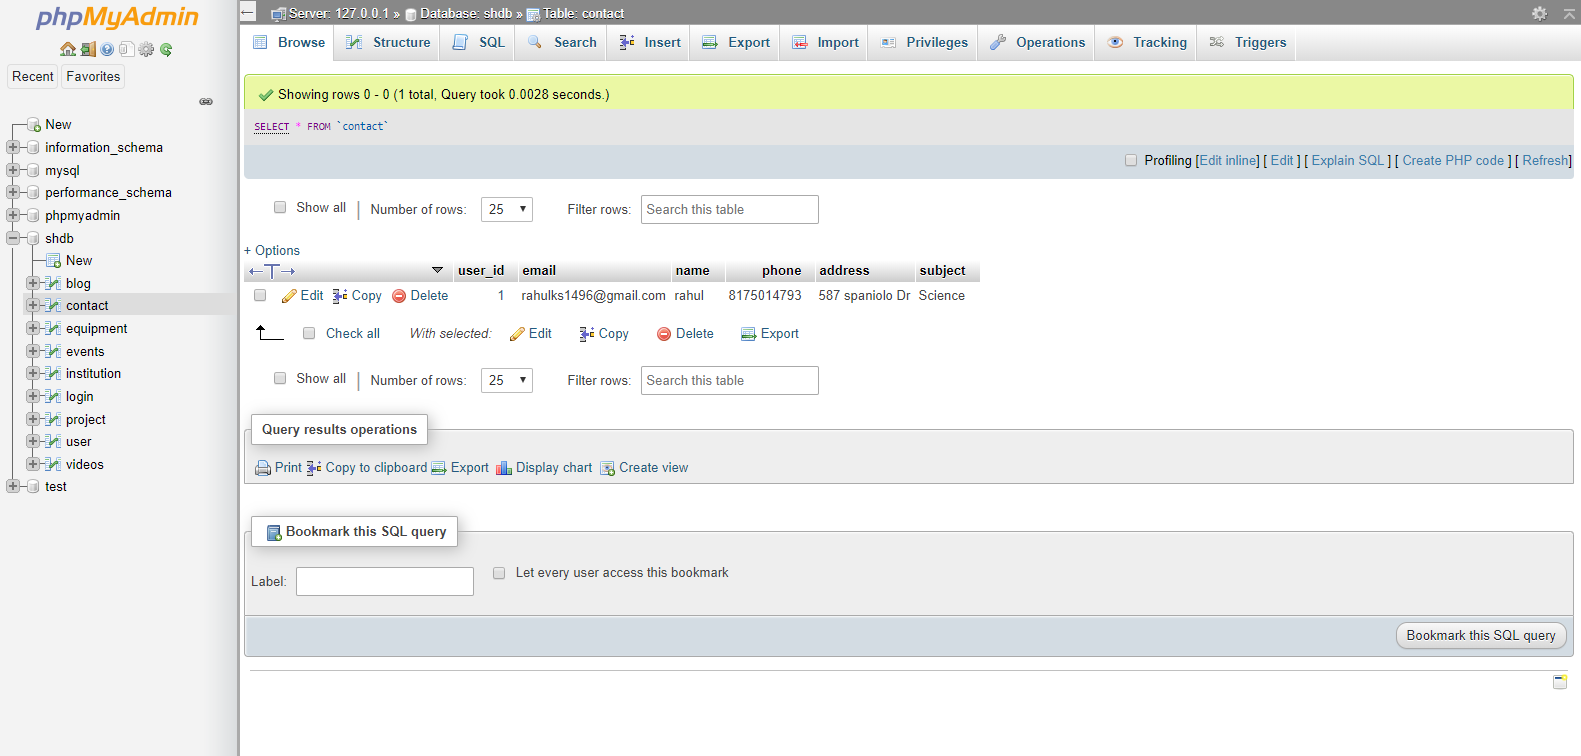 phpMyAdmin
Recent Favorites
New
information_schema
mysql
performance_schema
phpmyadmin
shdb
New
blog
contact
equipment
events
institution
login
project
user
videos
test
Server: 127.0.0.1 » Database: shdb » Table: contact
Browse Structure SQL Search Insert Export Import Privileges Operations Tracking Triggers
Showing rows 0 - 0 (1 total, Query took 0.0028 seconds.)
SELECT * FROM `contact`
Profiling [Edit inline] [ Edit ] [ Explain SQL ] [ Create PHP code ] [ Refresh]
Show all | Number of rows: 25 Filter rows: Search this table
+ Options
←T→ user_id email name phone address subject
Edit Copy Delete 1 rahulks1496@gmail.com rahul 8175014793 587 spaniolo Dr Science
Check all With selected: Edit Copy Delete Export
Show all | Number of rows: 25 Filter rows: Search this table
Query results operations
Print Copy to clipboard Export Display chart Create view
Bookmark this SQL query
Label: Let every user access this bookmark
Bookmark this SQL query